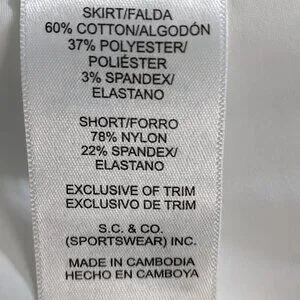 SKIRT/FALDA
60% COTTON/ALGODÓN
37% POLYESTER/
POLIÉSTER
3% SPANDEX/
ELASTANO
SHORT/FORRO
78% NYLON
22% SPANDEX/
ELASTANO
EXCLUSIVE OF TRIM
EXCLUSIVO DE TRIM
S.C. & CO.
(SPORTSWEAR) INC.
MADE IN CAMBODIA
HECHO EN CAMBOYA